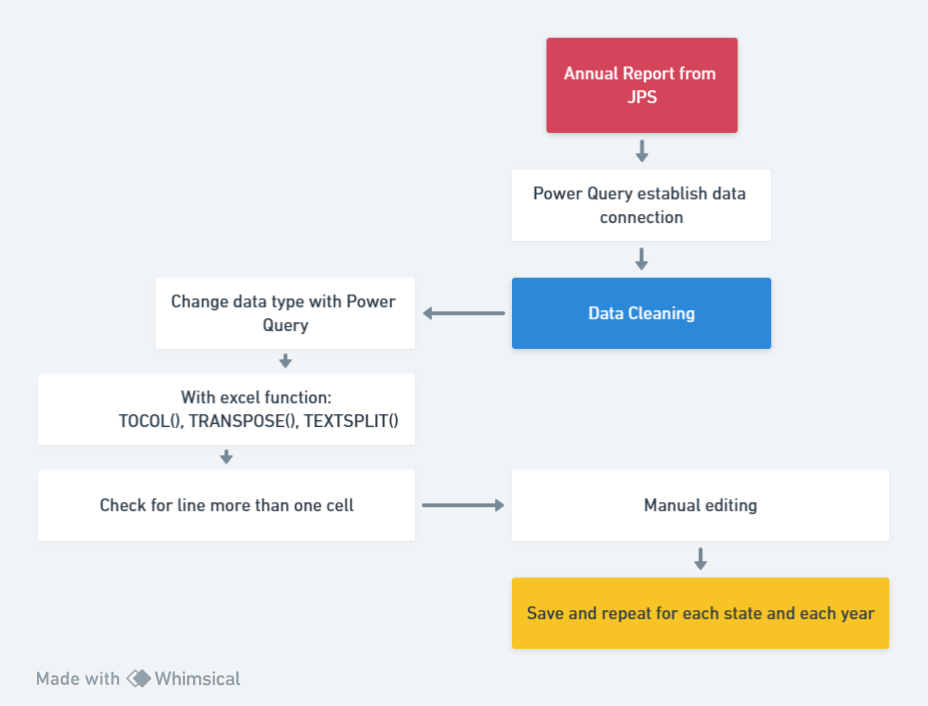 Annual Report from
JPS
Power Query establish data
connection
Data Cleaning
Change data type with Power
Query
With excel function:
TOCOL(), TRANSPOSE(), TEXTSPLIT()
Check for line more than one cell
Manual editing
Save and repeat for each state and each year
Made with Whimsical